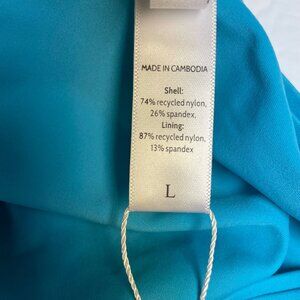 MADE IN CAMBODIA
Shell:
74% recycled nylon,
26% spandex,
Lining:
87% recycled nylon,
13% spandex
L